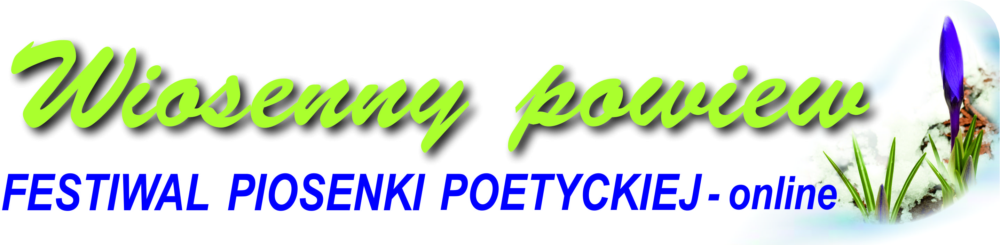 Wiosenny powiew
FESTIWAL PIOSENKI POETYCKIEJ - online